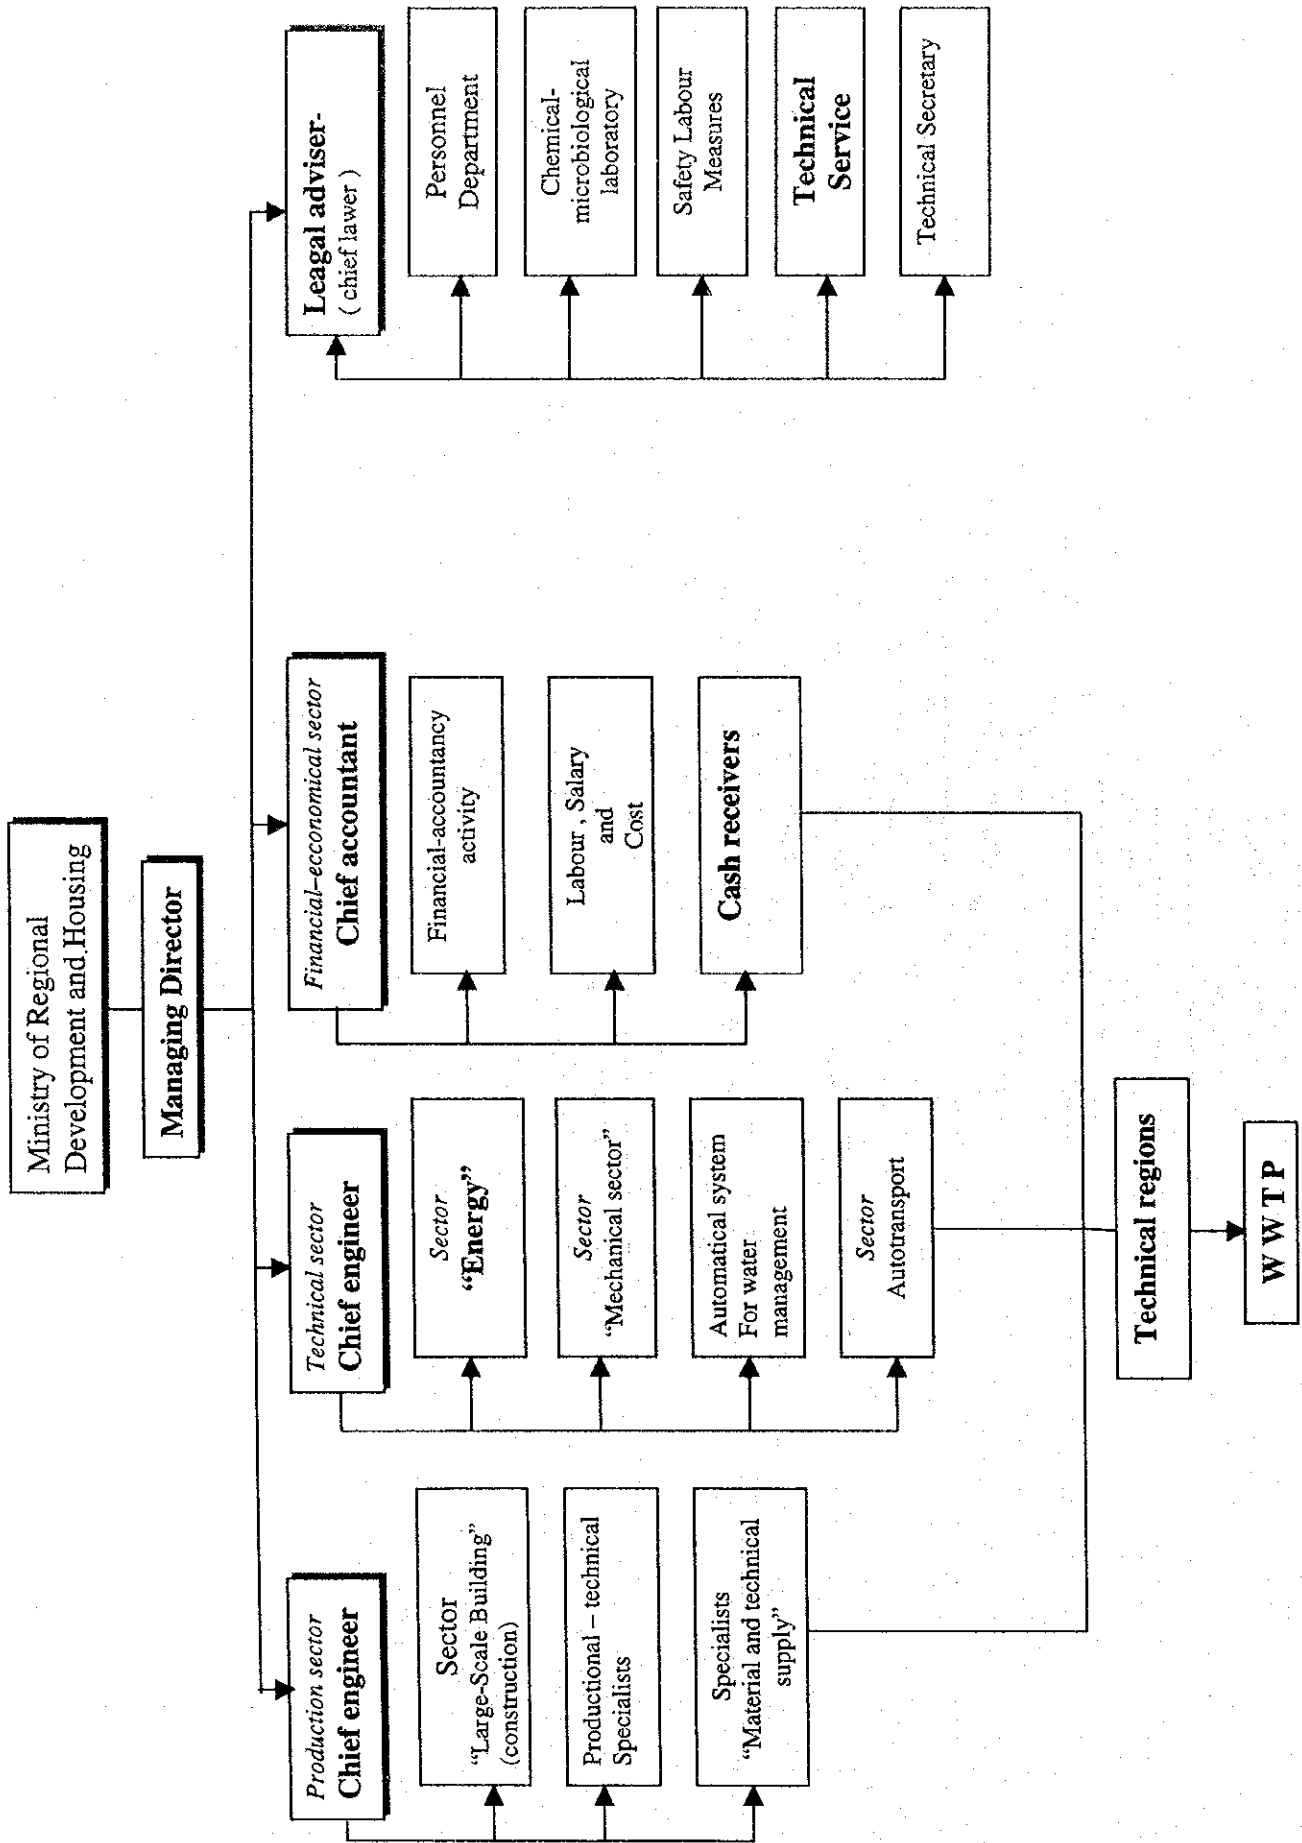 Ministry of Regional
Development and Housing
Managing Director
Production sector
Chief engineer
Sector
“Large-Scale Building”
(construction)
Productional – technical
Specialists
Specialists
“Material and technical
supply”
Technical sector
Chief engineer
Sector
“Energy”
Sector
“Mechanical sector”
Automatical system
For water
management
Sector
Autotransport
Financial–ecconomical sector
Chief accountant
Financial-accountancy
activity
Labour , Salary
and
Cost
Cash receivers
Leagal adviser-
( chief lawer )
Personnel
Department
Chemical-
microbiological
laboratory
Safety Labour
Measures
Technical
Service
Technical Secretary
Technical regions
W W T P